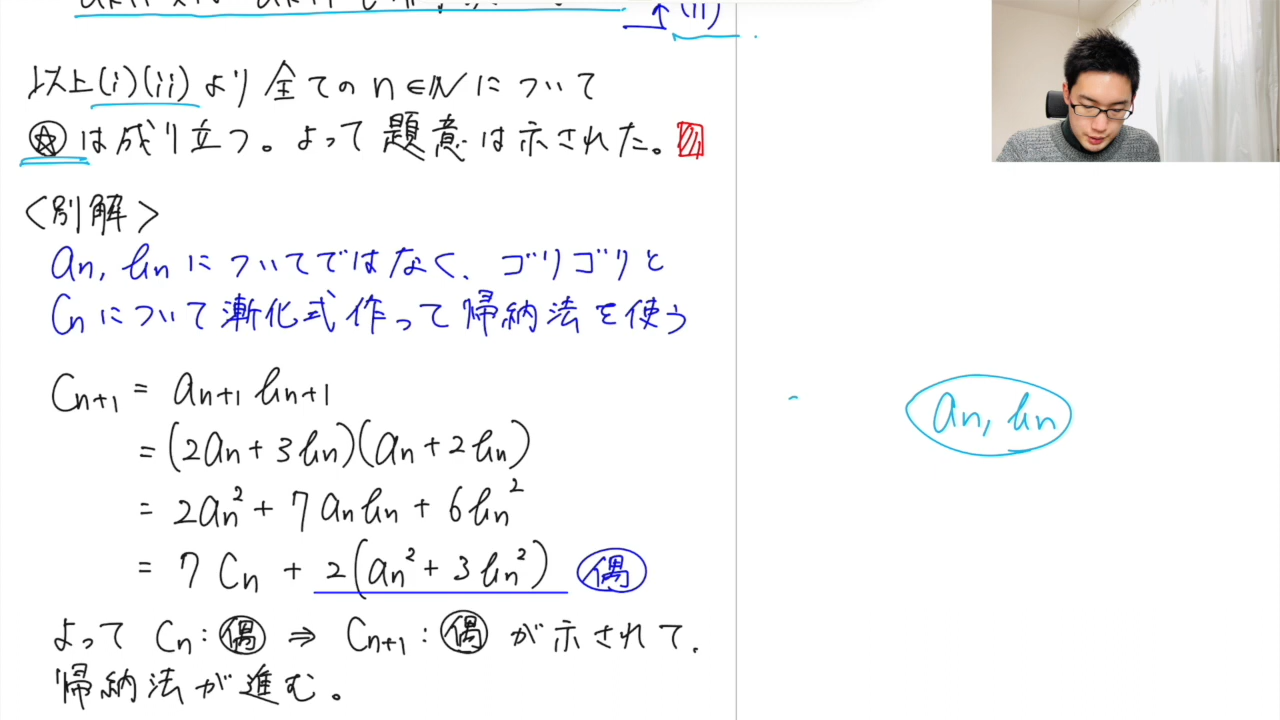 (ii)
以上(i)(ii)より全てのn∈ℕについて
☆は成り立つ。よって題意は示された。
<別解>
an, bnについてではなく、ゴリゴリと
Cnについて漸化式作って帰納法を使う
Cn+1 = an+1 bn+1
= (2an + 3bn)(an + 2bn)
= 2an² + 7anbn + 6bn²
= 7Cn + 2(an² + 3bn²) 偶
よって Cn:偶 ⇒ Cn+1:偶 が示されて、
帰納法が進む。
an, bn